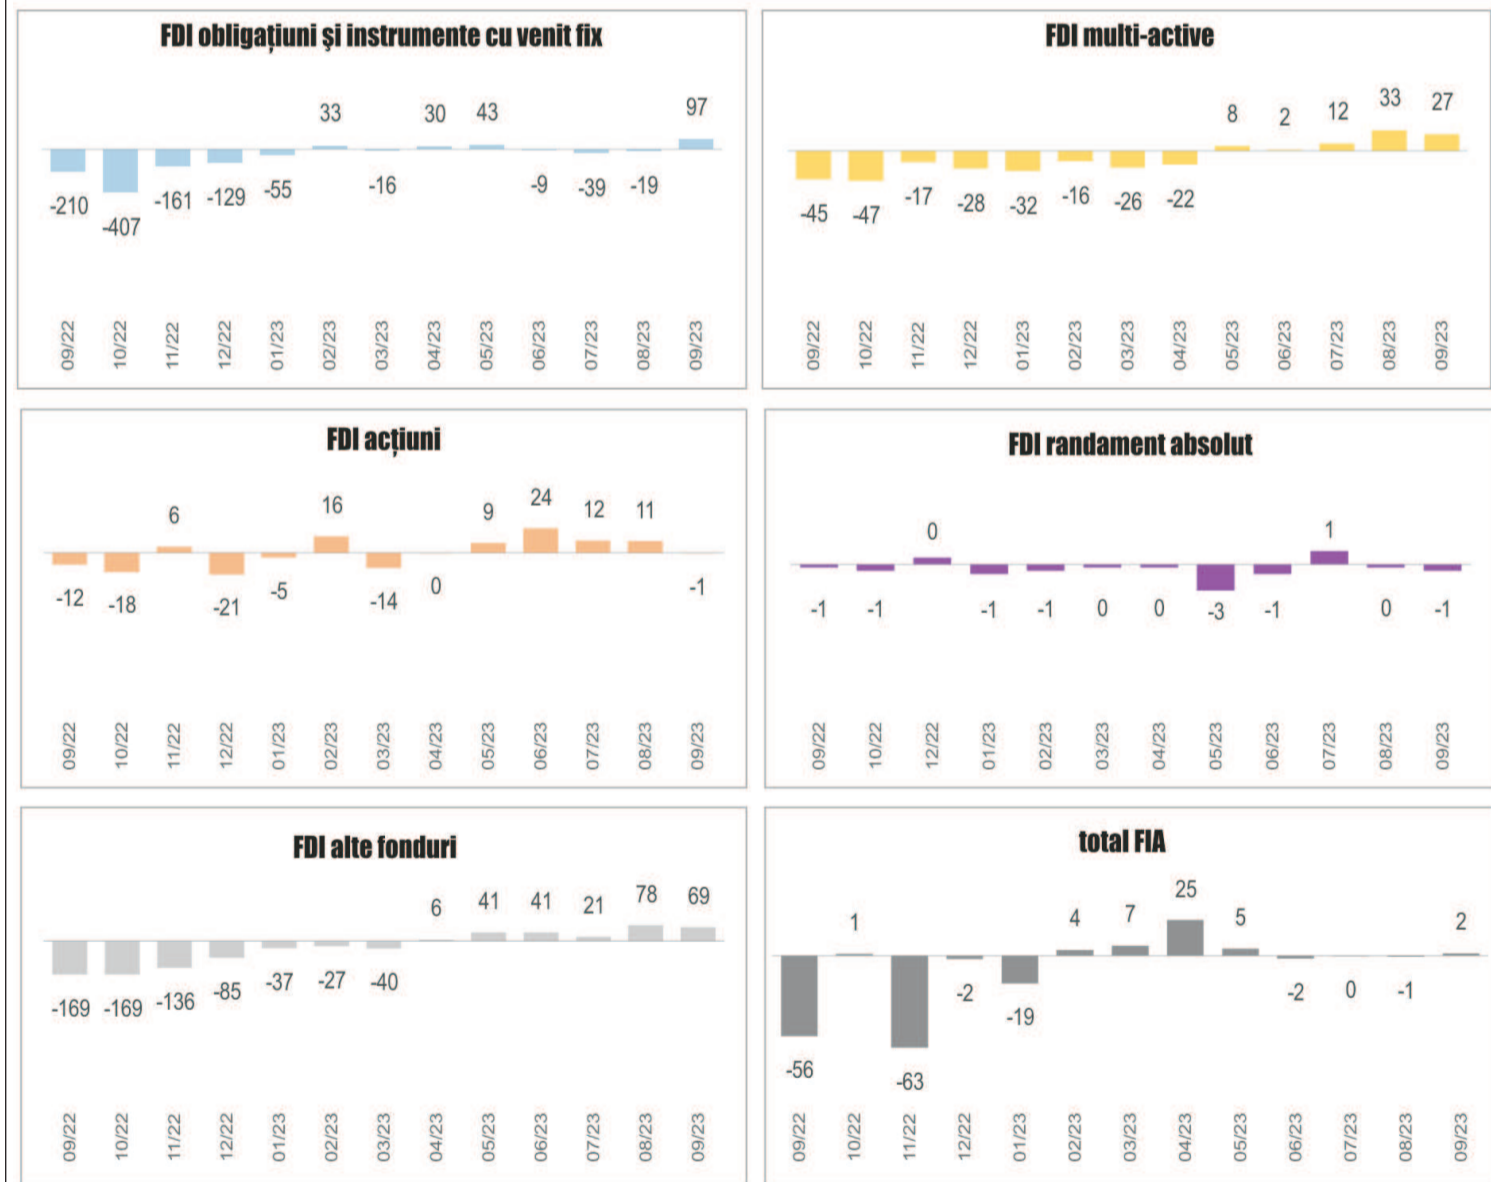 FDI obligațiuni și instrumente cu venit fix
33 30 43 97
-210 -407 -161 -129 -55 -16 -9 -39 -19
09/22 10/22 11/22 12/22 01/23 02/23 03/23 04/23 05/23 06/23 07/23 08/23 09/23
FDI multi-active
8 2 12 33 27
-45 -47 -17 -28 -32 -16 -26 -22
09/22 10/22 11/22 12/22 01/23 02/23 03/23 04/23 05/23 06/23 07/23 08/23 09/23
FDI acțiuni
6 16 9 24 12 11
-12 -18 -21 -5 -14 0 -1
09/22 10/22 11/22 12/22 01/23 02/23 03/23 04/23 05/23 06/23 07/23 08/23 09/23
FDI randament absolut
0 1
-1 -1 -1 -1 0 0 -3 -1 0 -1
09/22 10/22 12/22 01/23 02/23 03/23 04/23 05/23 06/23 07/23 08/23 09/23
FDI alte fonduri
6 41 41 21 78 69
-169 -169 -136 -85 -37 -27 -40
09/22 10/22 11/22 12/22 01/23 02/23 03/23 04/23 05/23 06/23 07/23 08/23 09/23
total FIA
1 4 7 25 5 2
-56 -63 -2 -19 -2 0 -1
09/22 10/22 11/22 12/22 01/23 02/23 03/23 04/23 05/23 06/23 07/23 08/23 09/23